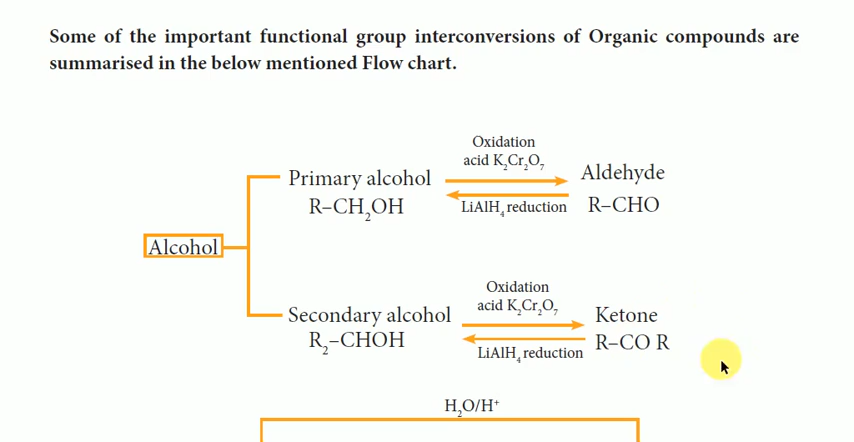 Some of the important functional group interconversions of Organic compounds are
summarised in the below mentioned Flow chart.
Oxidation
acid K₂Cr₂O₇
Primary alcohol
Aldehyde
R–CH₂OH
LiAlH₄ reduction
R–CHO
Alcohol
Oxidation
acid K₂Cr₂O₇
Secondary alcohol
Ketone
R₂–CHOH
LiAlH₄ reduction
R–CO R
H₂O/H⁺